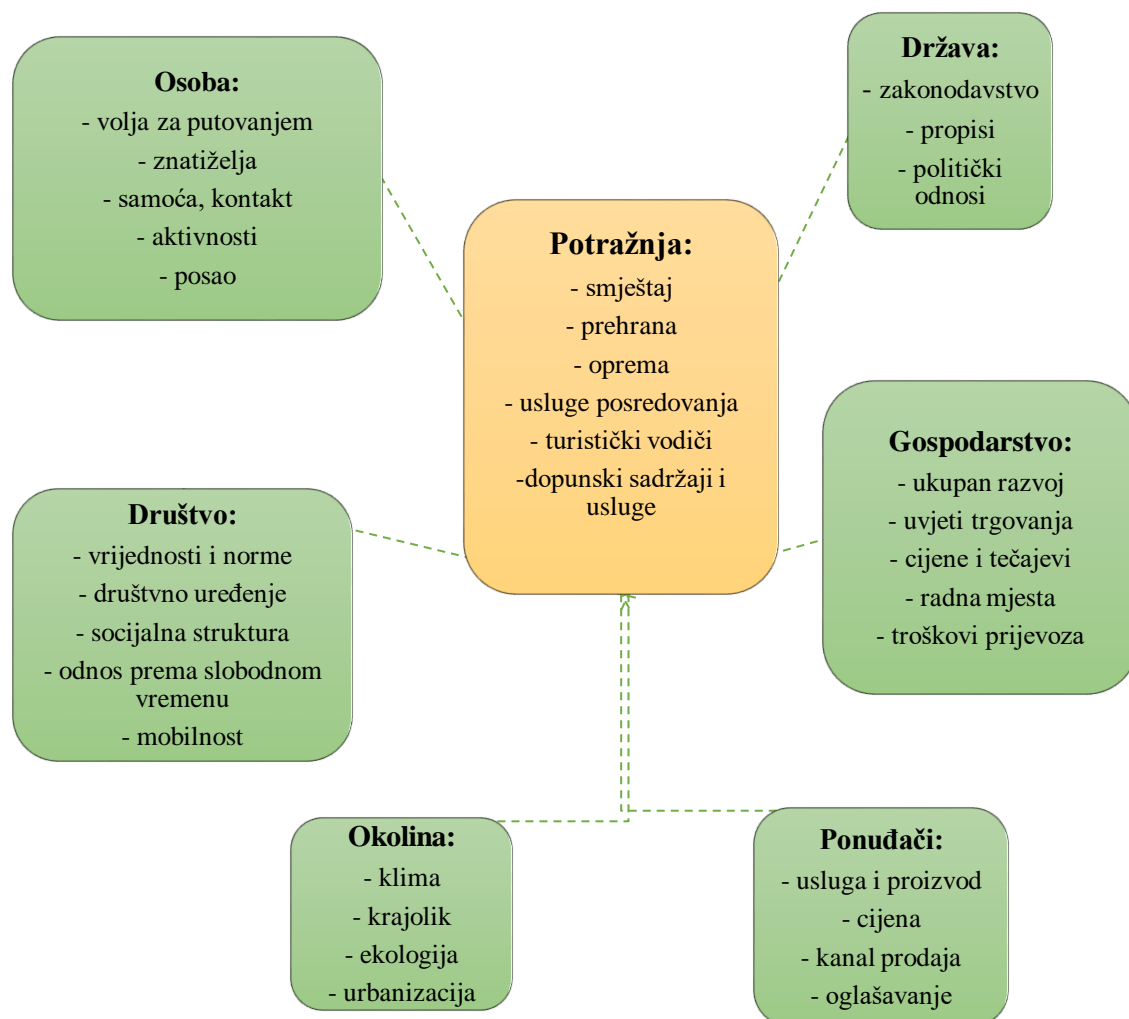 Osoba:
- volja za putovanjem
- znatiželja
- samoća, kontakt
- aktivnosti
- posao
Država:
- zakonodavstvo
- propisi
- politički
odnosi
Potražnja:
- smještaj
- prehrana
- oprema
- usluge posredovanja
- turistički vodiči
-dopunski sadržaji i
usluge
Društvo:
- vrijednosti i norme
- društvno uređenje
- socijalna struktura
- odnos prema slobodnom
vremenu
- mobilnost
Gospodarstvo:
- ukupan razvoj
- uvjeti trgovanja
- cijene i tečajevi
- radna mjesta
- troškovi prijevoza
Okolina:
- klima
- krajolik
- ekologija
- urbanizacija
Ponuđači:
- usluga i proizvod
- cijena
- kanal prodaja
- oglašavanje